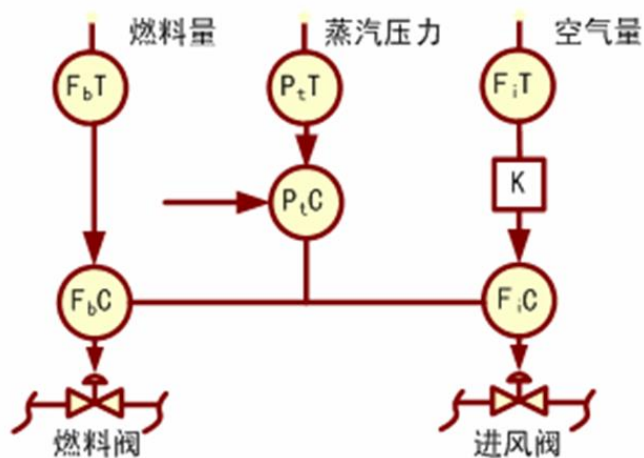 燃料量 蒸汽压力 空气量
FbT PtT FiT
K
PtC
FbC FiC
燃料阀 进风阀